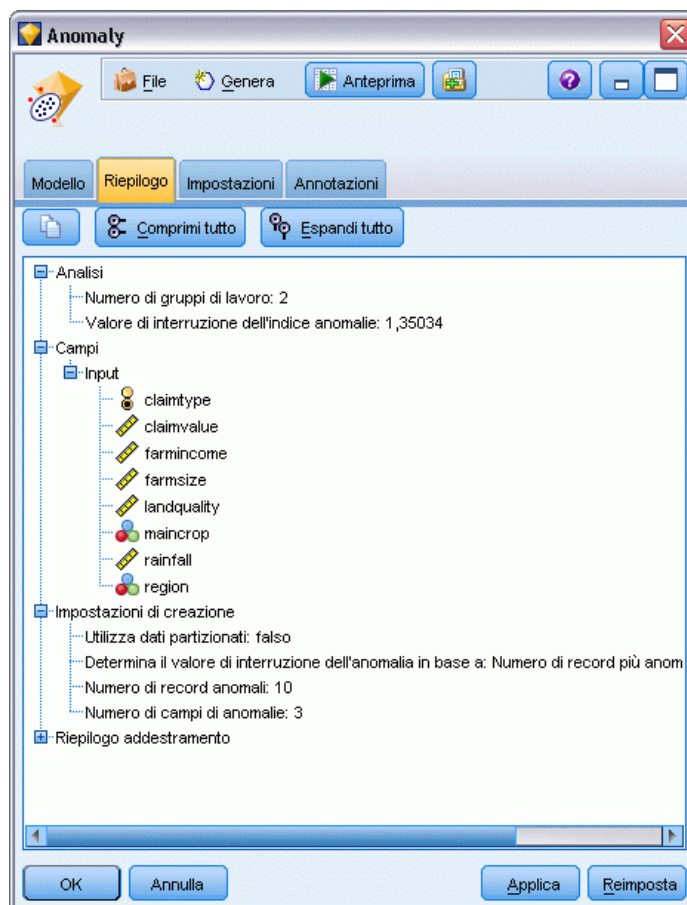 Anomaly
File Genera Anteprima
Modello Riepilogo Impostazioni Annotazioni
Comprimi tutto Espandi tutto
Analisi
Numero di gruppi di lavoro: 2
Valore di interruzione dell'indice anomalie: 1,35034
Campi
Input
claimtype
claimvalue
farmincome
farmsize
landquality
maincrop
rainfall
region
Impostazioni di creazione
Utilizza dati partizionati: falso
Determina il valore di interruzione dell'anomalia in base a: Numero di record più anom
Numero di record anomali: 10
Numero di campi di anomalie: 3
Riepilogo addestramento
OK Annulla Applica Reimposta